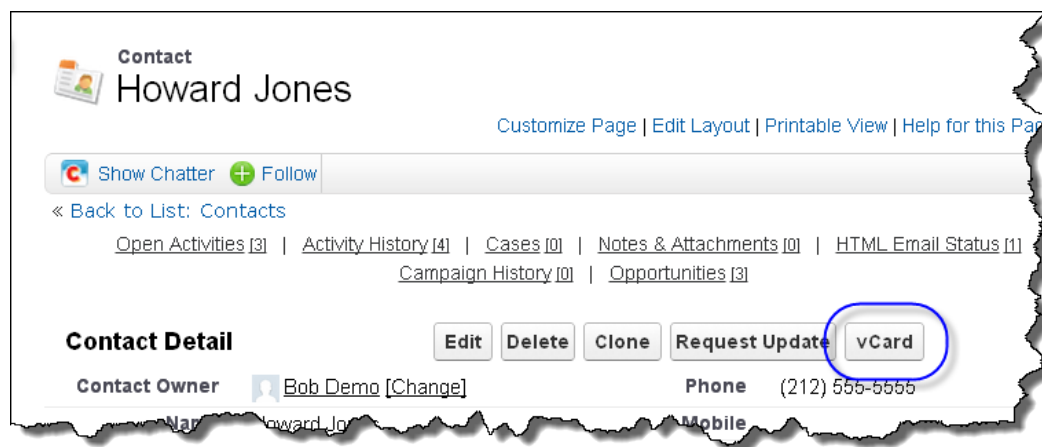 Contact
Howard Jones
Customize Page | Edit Layout | Printable View | Help for this Pa
Show Chatter Follow
« Back to List: Contacts
Open Activities [3] | Activity History [4] | Cases [0] | Notes & Attachments [0] | HTML Email Status [1]
Campaign History [0] | Opportunities [3]
Contact Detail Edit Delete Clone Request Update vCard
Contact Owner Bob Demo [Change] Phone (212) 555-5555
Mobile